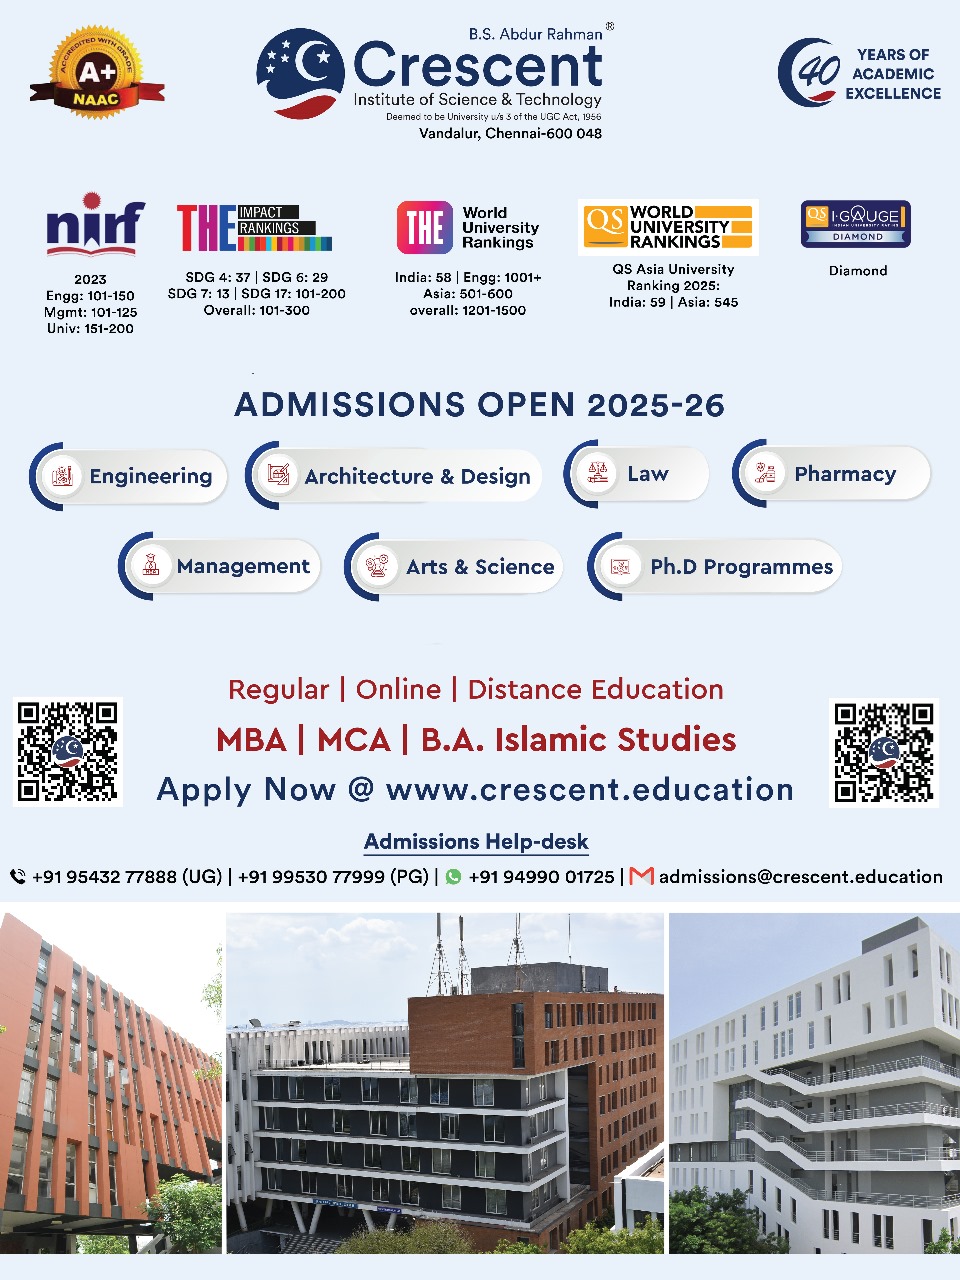 ACCREDITED WITH GRADE
A+
NAAC
B.S. Abdur Rahman®
Crescent
Institute of Science & Technology
Deemed to be University u/s 3 of the UGC Act, 1956
Vandalur, Chennai-600 048
40
YEARS OF
ACADEMIC
EXCELLENCE
nirf
2023
Engg: 101-150
Mgmt: 101-125
Univ: 151-200
THE IMPACT
RANKINGS
SDG 4: 37 | SDG 6: 29
SDG 7: 13 | SDG 17: 101-200
Overall: 101-300
THE World
University
Rankings
India: 58 | Engg: 1001+
Asia: 501-600
overall: 1201-1500
QS WORLD
UNIVERSITY
RANKINGS
QS Asia University
Ranking 2025:
India: 59 | Asia: 545
QS I·GAUGE
INDIAN UNIVERSITY RATING
DIAMOND
Diamond
ADMISSIONS OPEN 2025-26
Engineering
Architecture & Design
Law
Pharmacy
Management
Arts & Science
Ph.D Programmes
Regular | Online | Distance Education
MBA | MCA | B.A. Islamic Studies
Apply Now @ www.crescent.education
Admissions Help-desk
+91 95432 77888 (UG) | +91 99530 77999 (PG) | +91 94990 01725 | admissions@crescent.education